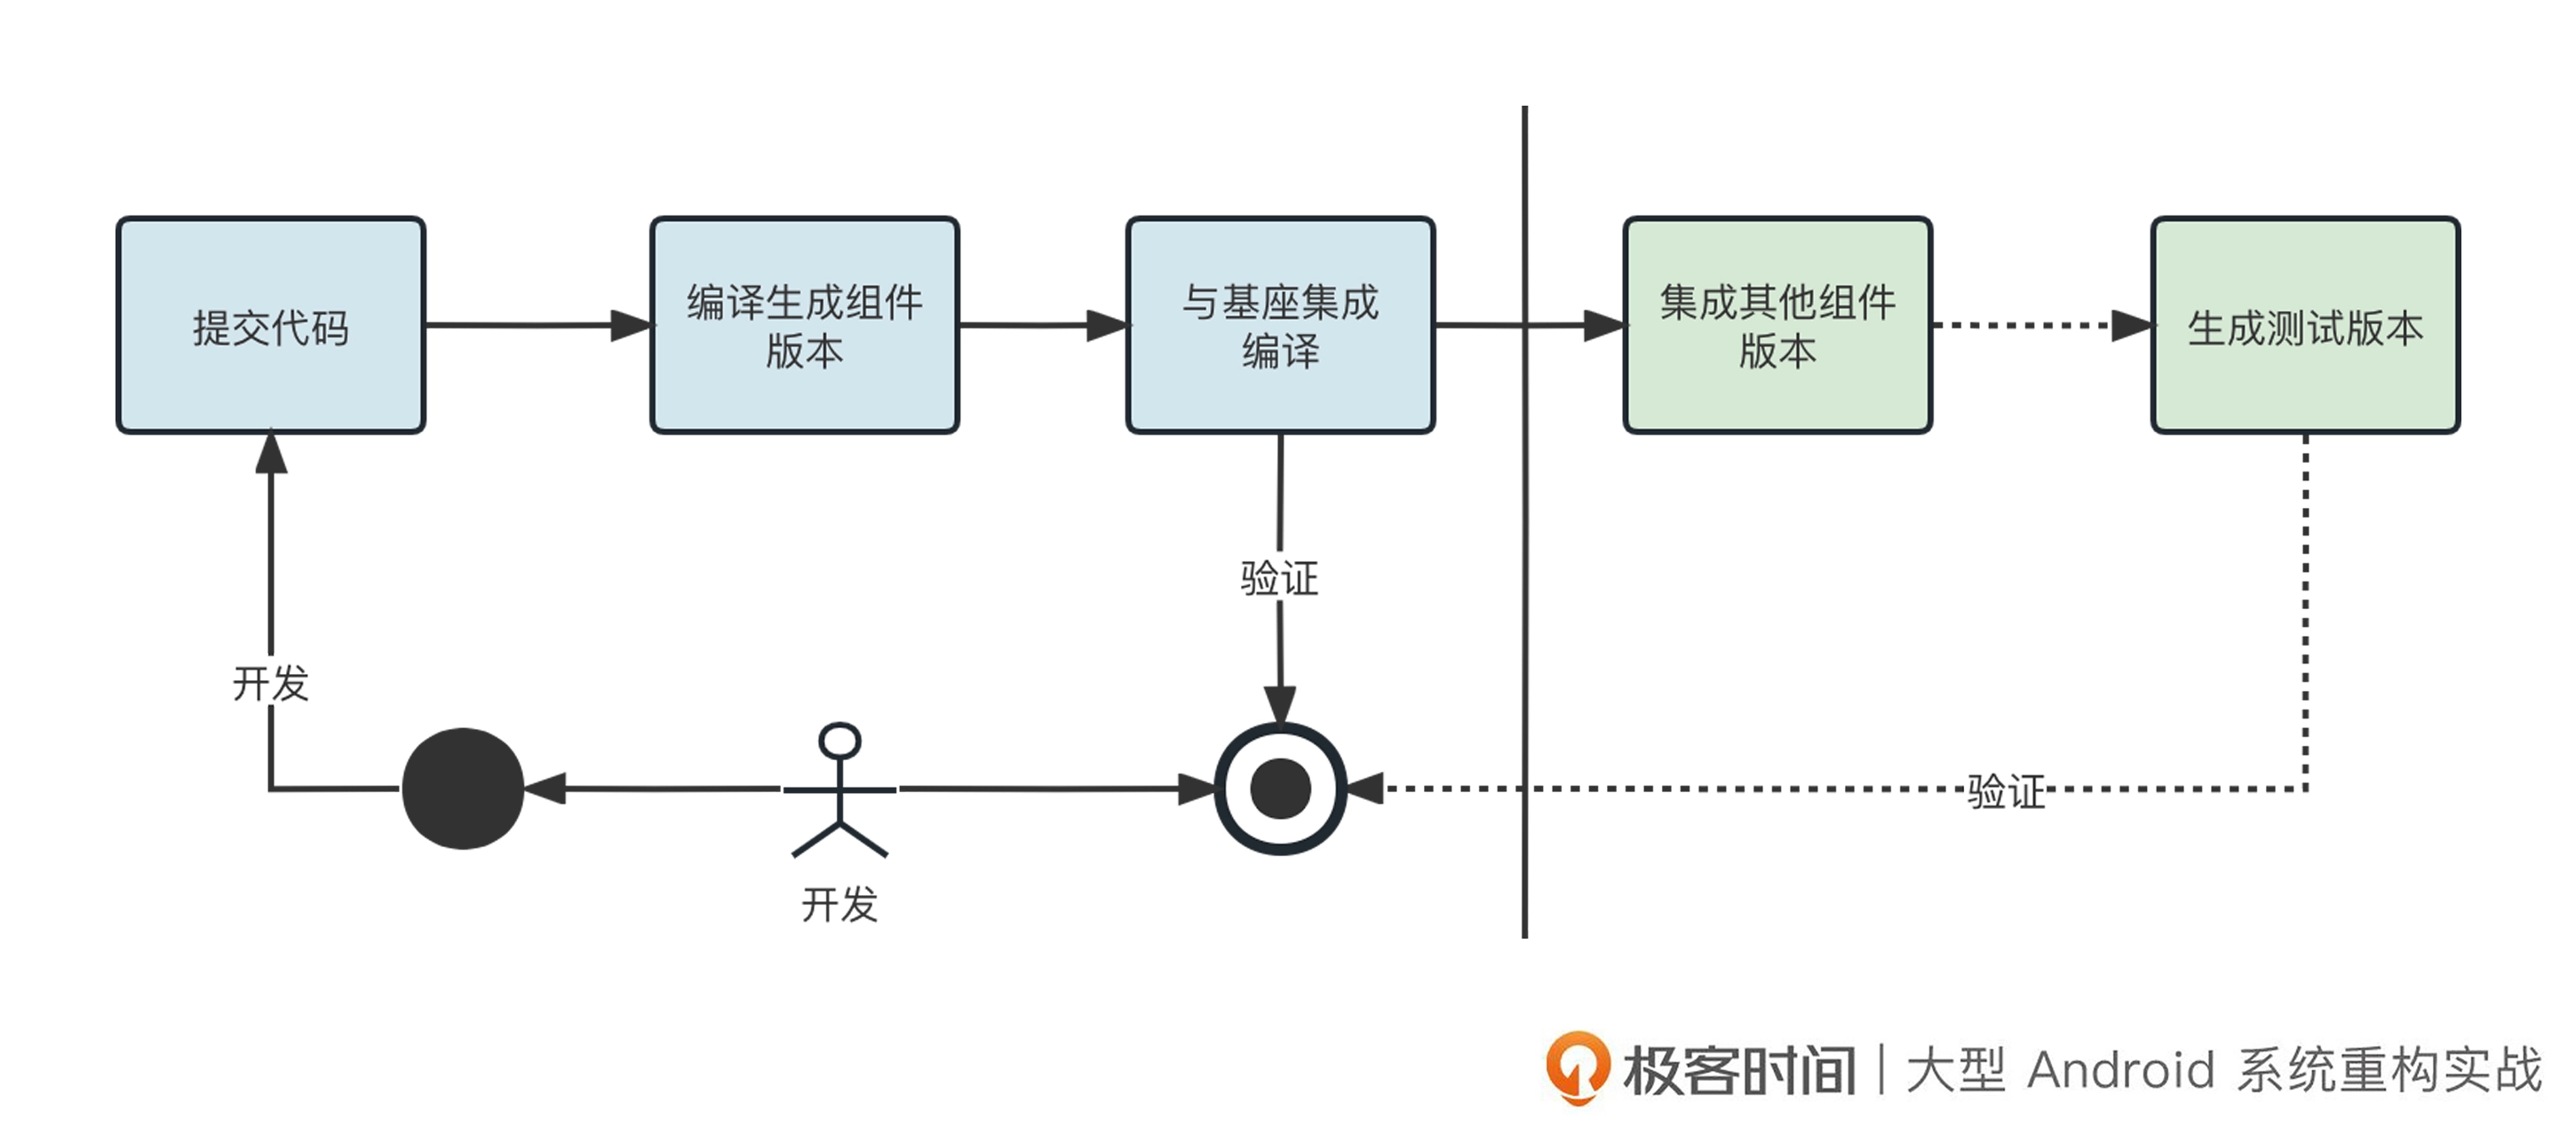 提交代码
编译生成组件
版本
与基座集成
编译
集成其他组件
版本
生成测试版本
验证
开发
验证
开发
极客时间 | 大型 Android 系统重构实战